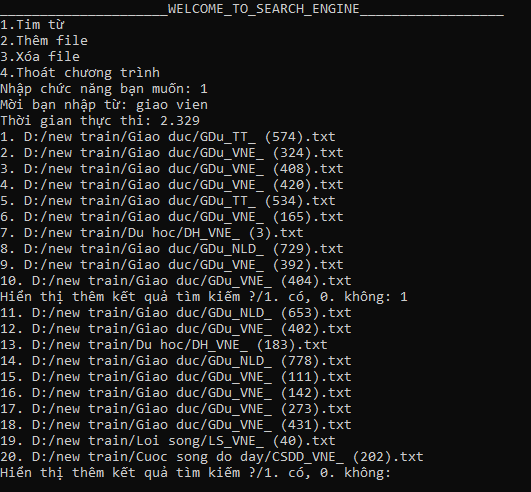 ____________________WELCOME_TO_SEARCH_ENGINE__________________
1.Tìm từ
2.Thêm file
3.Xóa file
4.Thoát chương trình
Nhập chức năng bạn muốn: 1
Mời bạn nhập từ: giao vien
Thời gian thực thi: 2.329
1. D:/new train/Giao duc/GDu_TT_ (574).txt
2. D:/new train/Giao duc/GDu_VNE_ (324).txt
3. D:/new train/Giao duc/GDu_VNE_ (408).txt
4. D:/new train/Giao duc/GDu_VNE_ (420).txt
5. D:/new train/Giao duc/GDu_TT_ (534).txt
6. D:/new train/Giao duc/GDu_VNE_ (165).txt
7. D:/new train/Du hoc/DH_VNE_ (3).txt
8. D:/new train/Giao duc/GDu_NLD_ (729).txt
9. D:/new train/Giao duc/GDu_VNE_ (392).txt
10. D:/new train/Giao duc/GDu_VNE_ (404).txt
Hiển thị thêm kết quả tìm kiếm ?/1. có, 0. không: 1
11. D:/new train/Giao duc/GDu_NLD_ (653).txt
12. D:/new train/Giao duc/GDu_VNE_ (402).txt
13. D:/new train/Du hoc/DH_VNE_ (183).txt
14. D:/new train/Giao duc/GDu_NLD_ (778).txt
15. D:/new train/Giao duc/GDu_VNE_ (111).txt
16. D:/new train/Giao duc/GDu_VNE_ (142).txt
17. D:/new train/Giao duc/GDu_VNE_ (273).txt
18. D:/new train/Giao duc/GDu_VNE_ (431).txt
19. D:/new train/Loi song/LS_VNE_ (40).txt
20. D:/new train/Cuoc song do day/CSDD_VNE_ (202).txt
Hiển thị thêm kết quả tìm kiếm ?/1. có, 0. không: